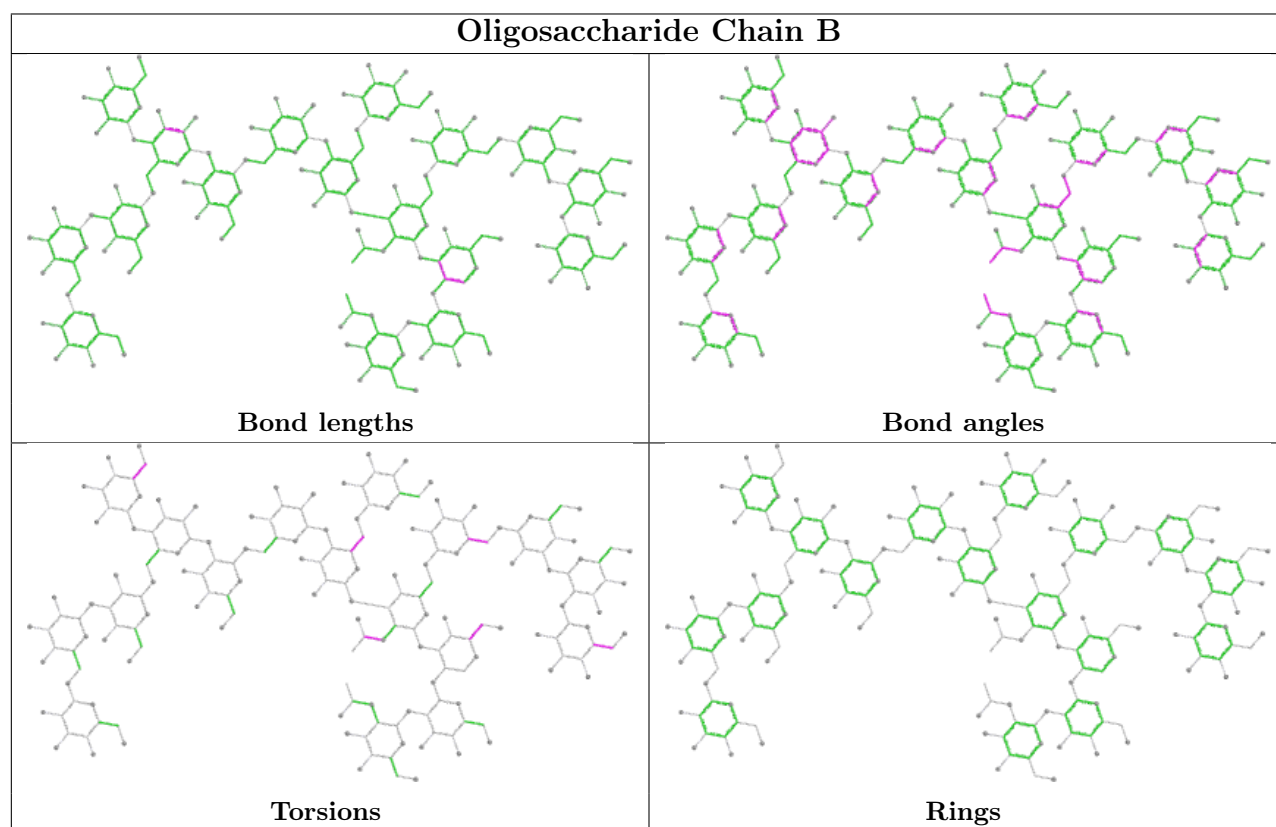 Oligosaccharide Chain B
Bond lengths
Bond angles
Torsions
Rings